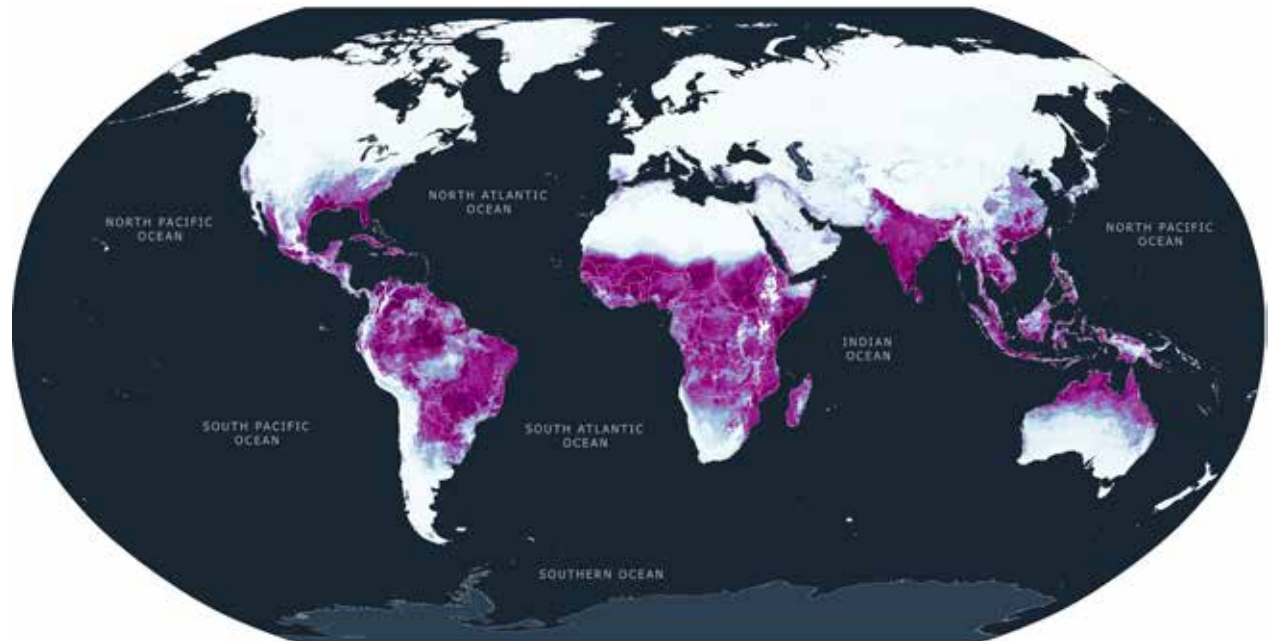 NORTH ATLANTIC
OCEAN
NORTH PACIFIC
OCEAN
NORTH PACIFIC
OCEAN
INDIAN
OCEAN
SOUTH PACIFIC
OCEAN
SOUTH ATLANTIC
OCEAN
SOUTHERN OCEAN